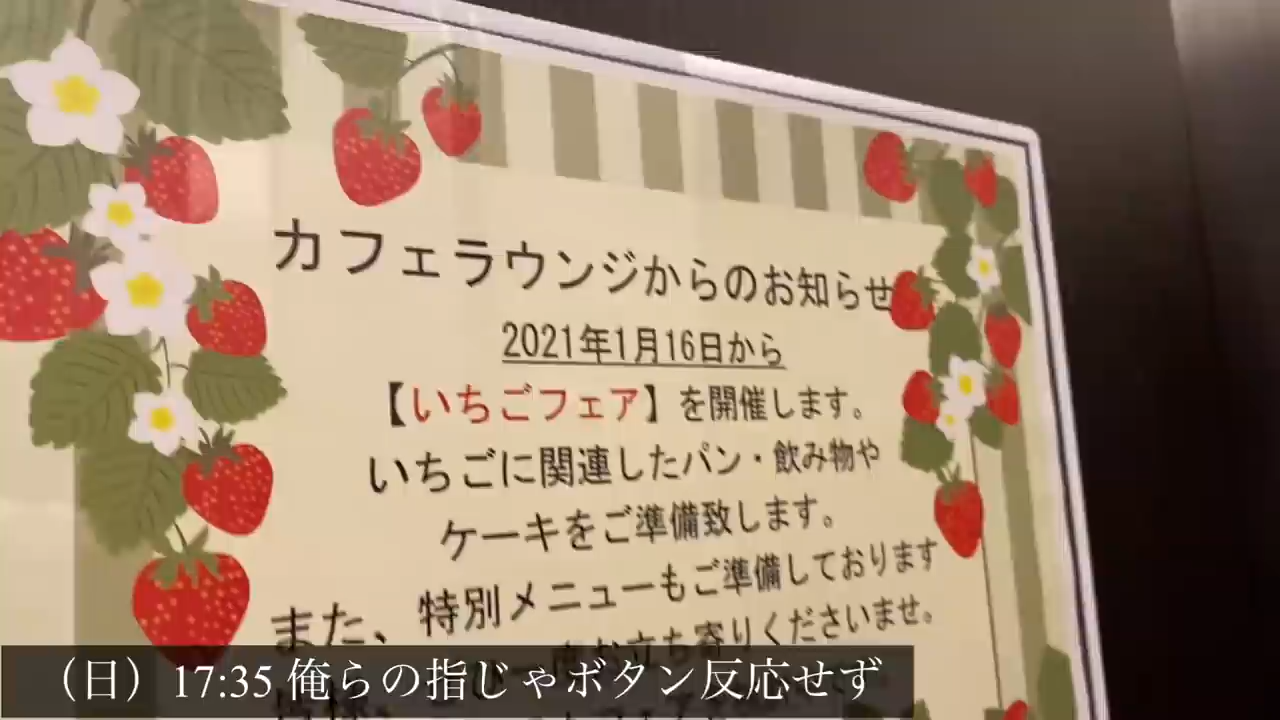 カフェラウンジからのお知らせ
2021年1月16日から
【いちごフェア】を開催します。
いちごに関連したパン・飲み物や
ケーキをご準備致します。
また、特別メニューもご準備しております
お立ち寄りくださいませ。
（日）17:35 俺らの指じゃボタン反応せず